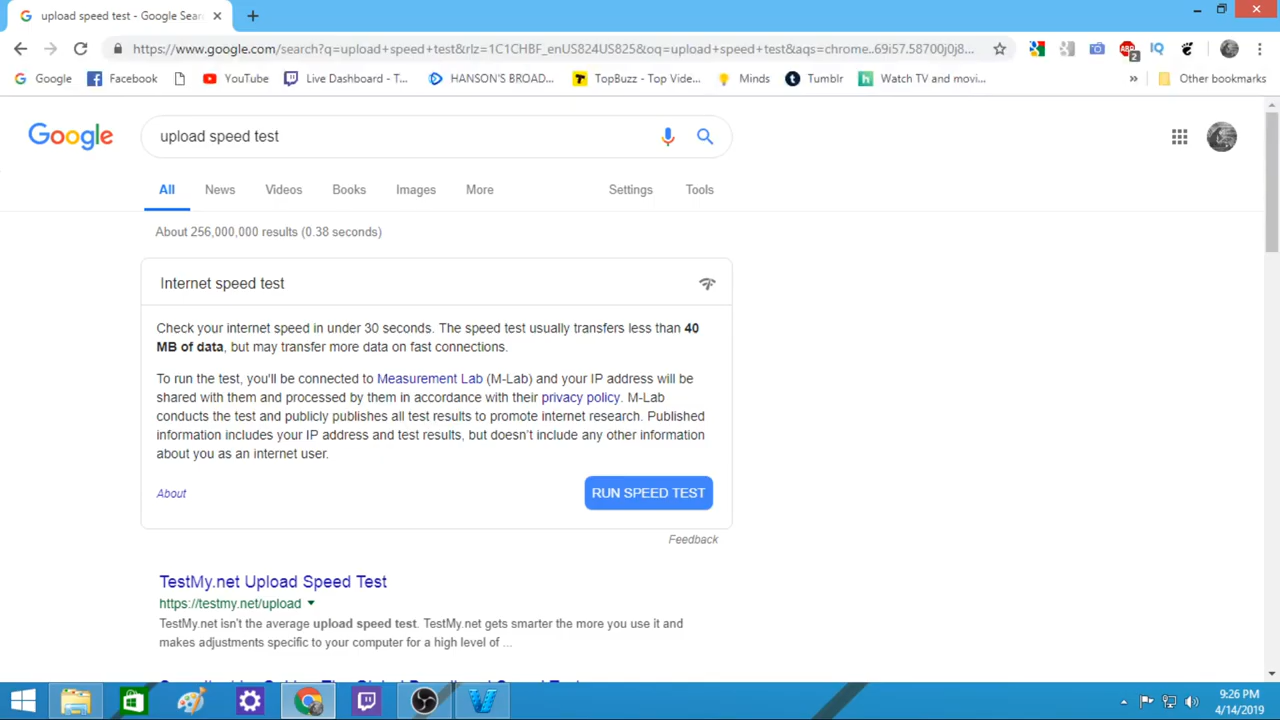 upload speed test - Google Sear
https://www.google.com/search?q=upload+speed+test&rlz=1C1CHBF_enUS824US825&oq=upload+speed+test&aqs=chrome..69i57.58700j0j8...
2
Google
Facebook
YouTube
Live Dashboard - T...
HANSON'S BROAD...
TopBuzz - Top Vide...
Minds
Tumblr
Watch TV and movi...
»
Other bookmarks
Google
upload speed test
All News Videos Books Images More Settings Tools
About 256,000,000 results (0.38 seconds)
Internet speed test
Check your internet speed in under 30 seconds. The speed test usually transfers less than 40
MB of data, but may transfer more data on fast connections.
To run the test, you'll be connected to Measurement Lab (M-Lab) and your IP address will be
shared with them and processed by them in accordance with their privacy policy. M-Lab
conducts the test and publicly publishes all test results to promote internet research. Published
information includes your IP address and test results, but doesn't include any other information
about you as an internet user.
About
RUN SPEED TEST
Feedback
TestMy.net Upload Speed Test
https://testmy.net/upload
TestMy.net isn't the average upload speed test. TestMy.net gets smarter the more you use it and
makes adjustments specific to your computer for a high level of ...
9:26 PM
4/14/2019